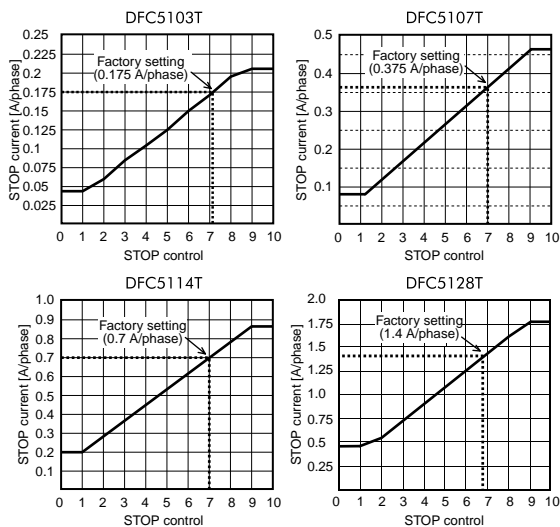 DFC5103T
STOP current [A/phase]
0.25
0.225
0.2
0.175
0.15
0.125
0.1
0.075
0.05
0.025
Factory setting
(0.175 A/phase)
0 1 2 3 4 5 6 7 8 9 10
STOP control
DFC5107T
STOP current [A/phase]
0.5
0.4
0.3
0.2
0.1
Factory setting
(0.375 A/phase)
0 1 2 3 4 5 6 7 8 9 10
STOP control
DFC5114T
STOP current [A/phase]
1.0
0.9
0.8
0.7
0.6
0.5
0.4
0.3
0.2
0.1
Factory setting
(0.7 A/phase)
0 1 2 3 4 5 6 7 8 9 10
STOP control
DFC5128T
STOP current [A/phase]
2.0
1.75
1.5
1.25
1.0
0.75
0.5
0.25
Factory setting
(1.4 A/phase)
0 1 2 3 4 5 6 7 8 9 10
STOP control